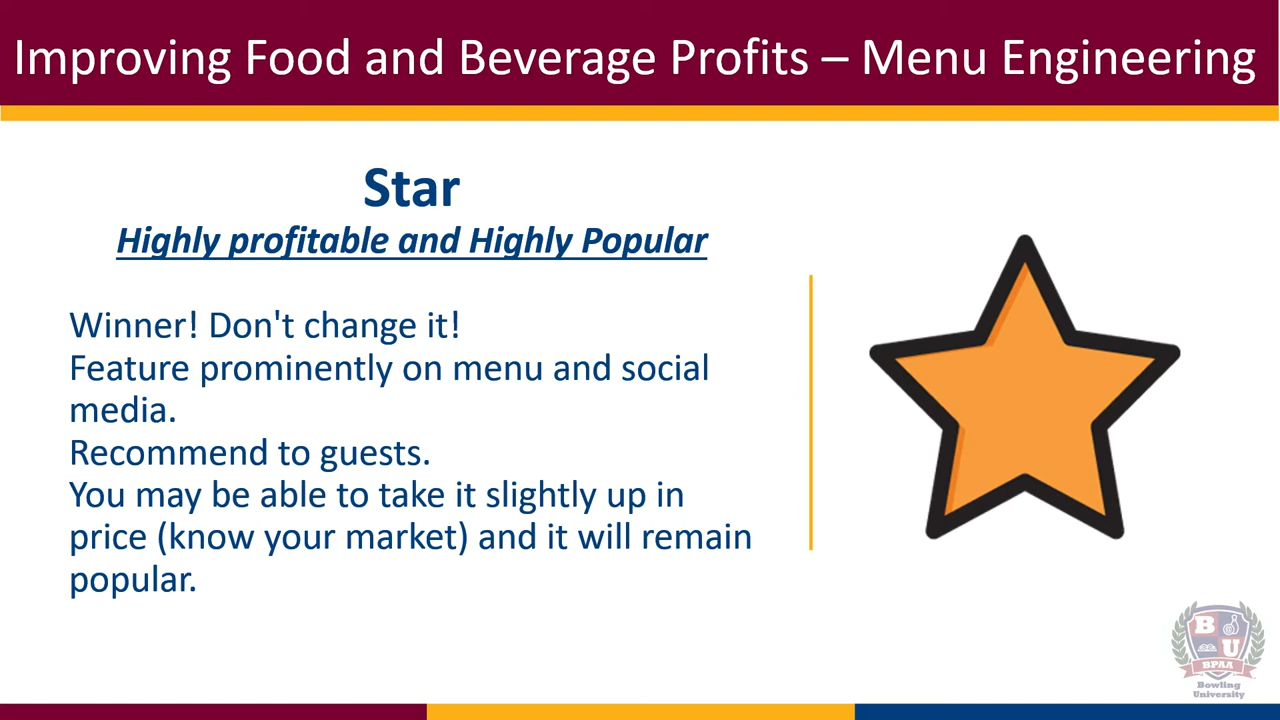 Improving Food and Beverage Profits – Menu Engineering
Star
Highly profitable and Highly Popular
Winner! Don't change it!
Feature prominently on menu and social
media.
Recommend to guests.
You may be able to take it slightly up in
price (know your market) and it will remain
popular.
B
U
BPAA
Bowling
University